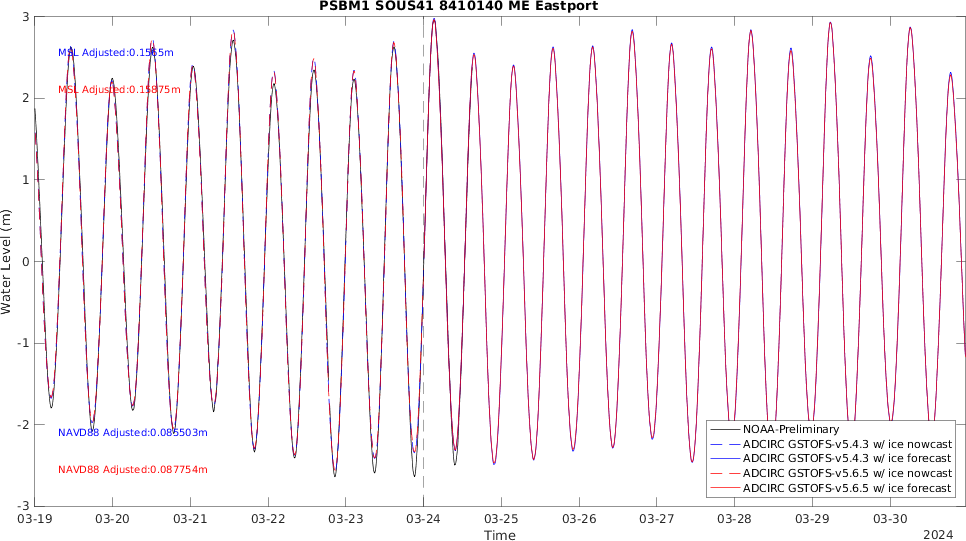 PSBM1 SOUS41 8410140 ME Eastport
3
2
1
0
-1
-2
-3
Water Level (m)
MSL Adjusted:0.1565m
MSL Adjusted:0.15875m
NAVD88 Adjusted:0.085503m
NAVD88 Adjusted:0.087754m
NOAA-Preliminary
ADCIRC GSTOFS-v5.4.3 w/ ice nowcast
ADCIRC GSTOFS-v5.4.3 w/ ice forecast
ADCIRC GSTOFS-v5.6.5 w/ ice nowcast
ADCIRC GSTOFS-v5.6.5 w/ ice forecast
03-19 03-20 03-21 03-22 03-23 03-24 03-25 03-26 03-27 03-28 03-29 03-30
Time
2024